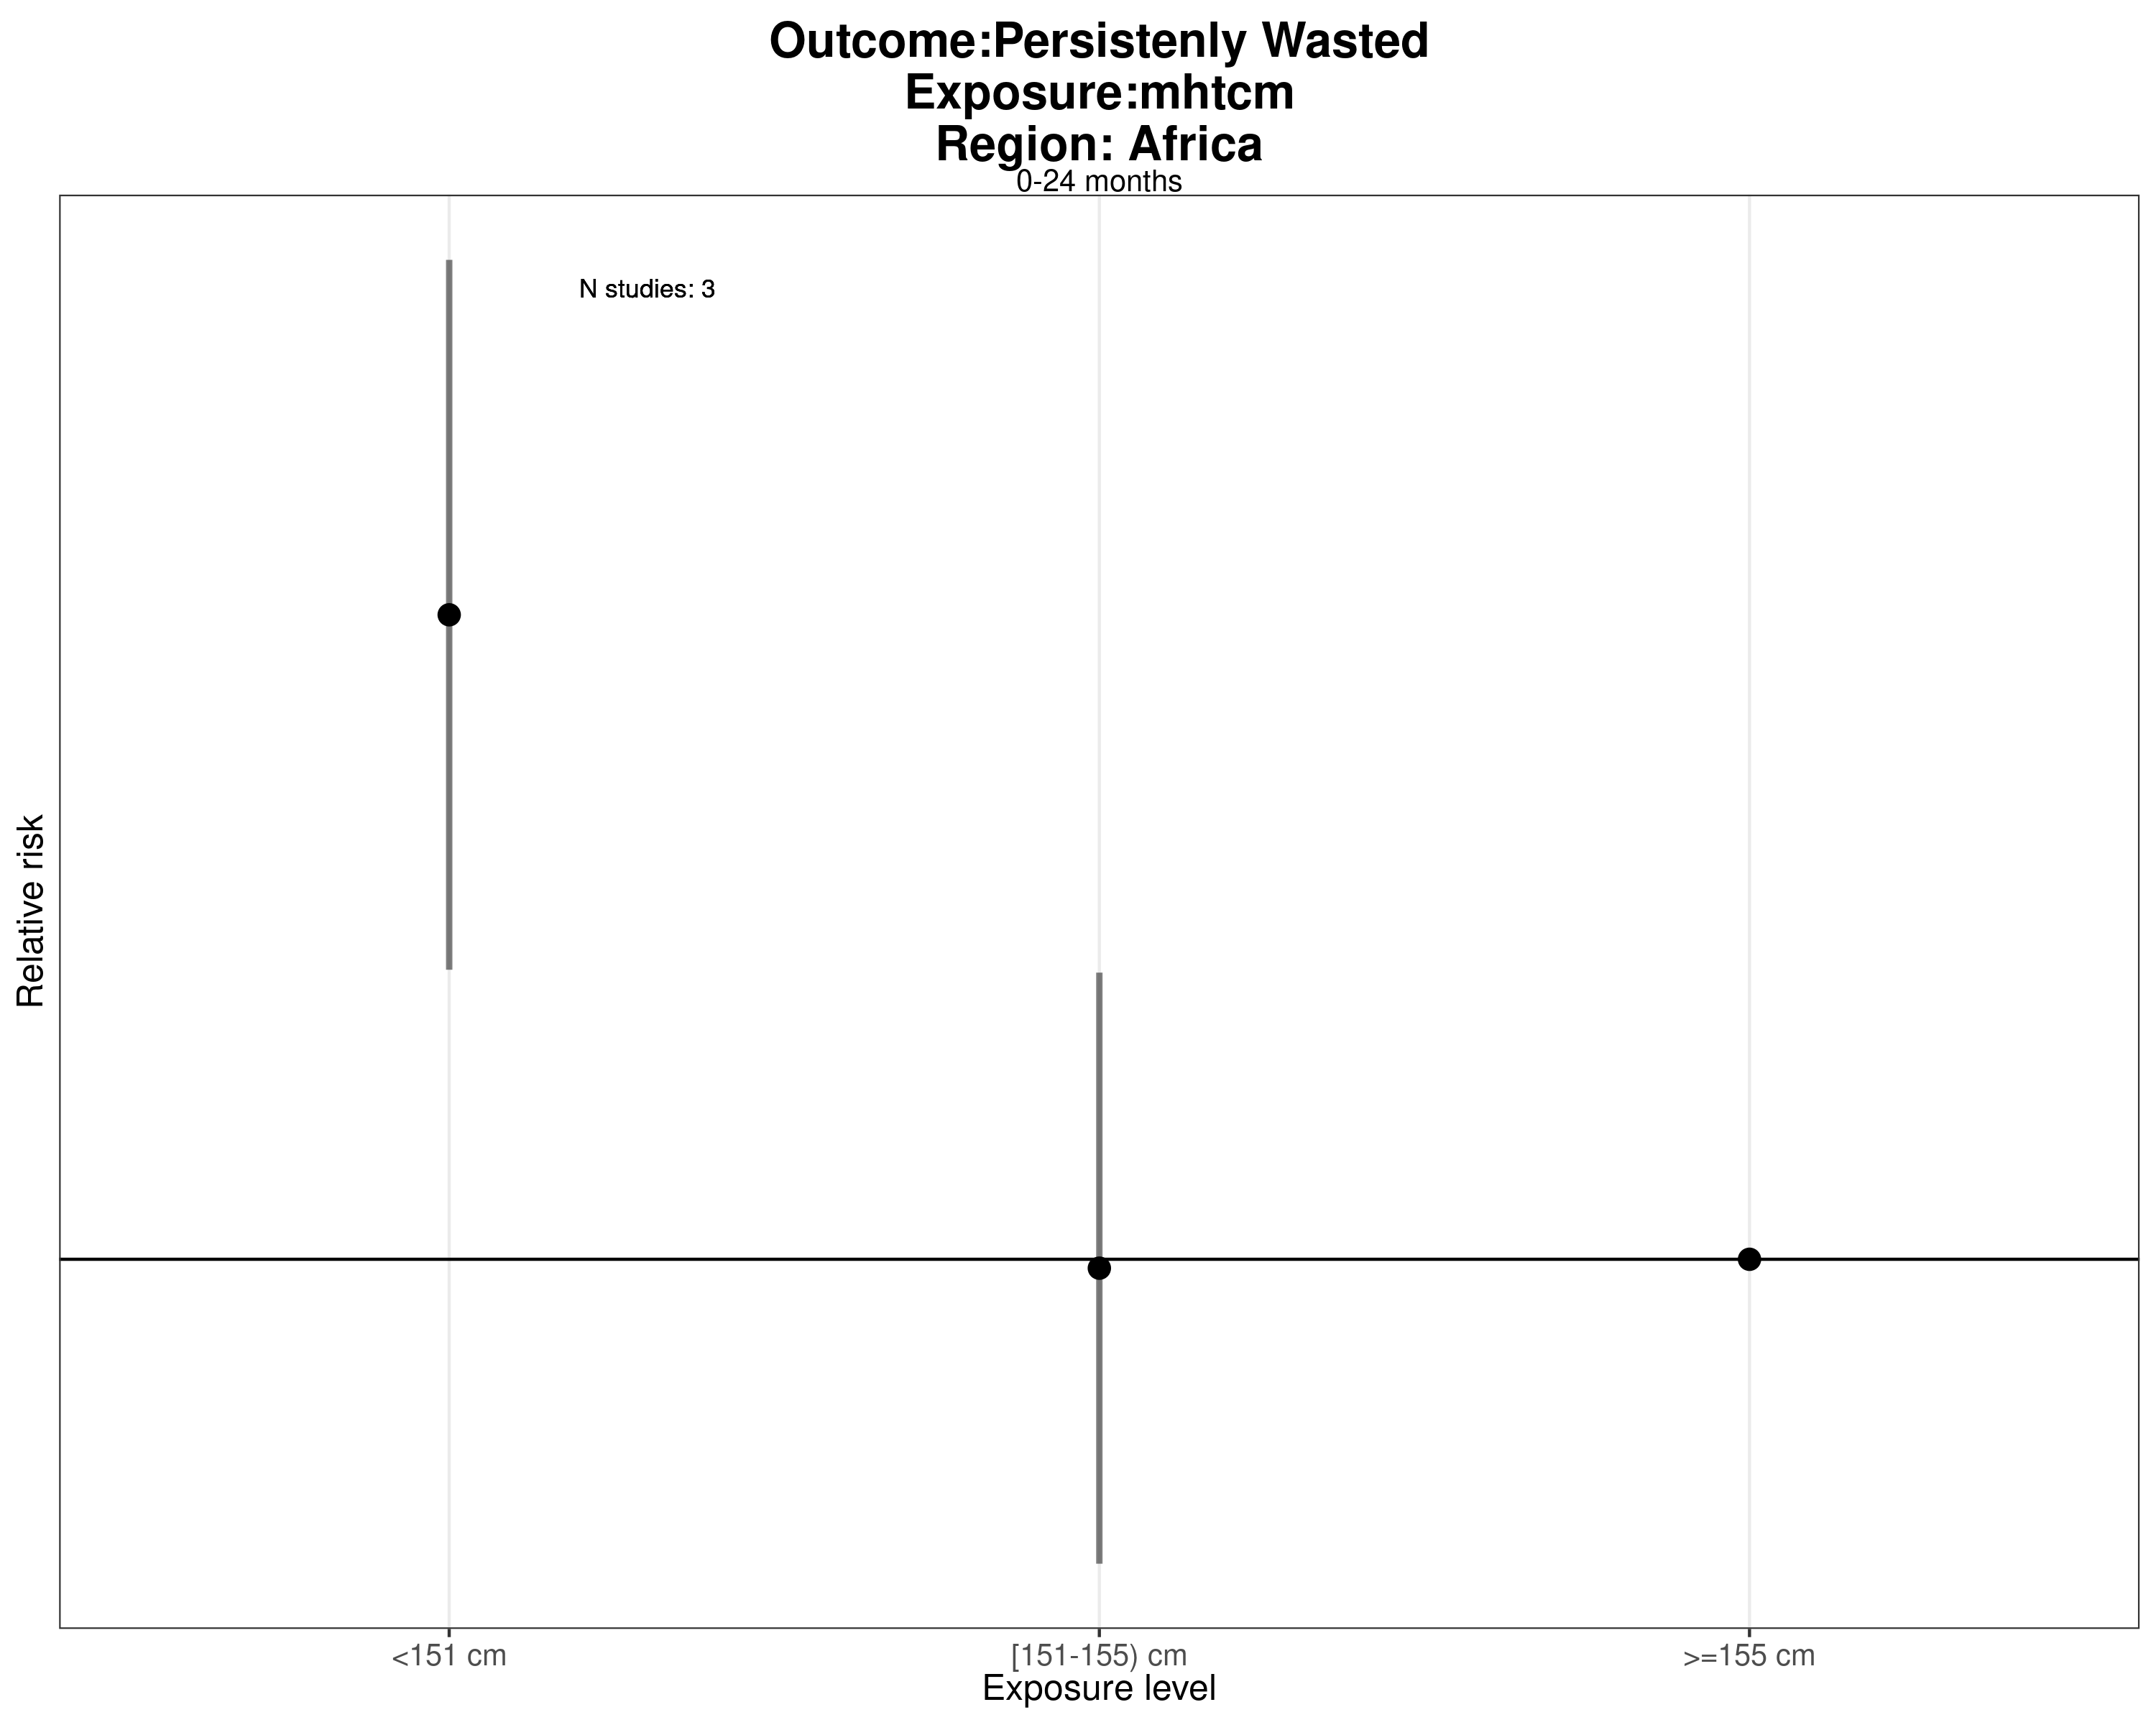 Outcome:Persistenly Wasted
Exposure:mhtcm
Region: Africa
0-24 months
N studies: 3
Relative risk
<151 cm
[151-155) cm
>=155 cm
Exposure level